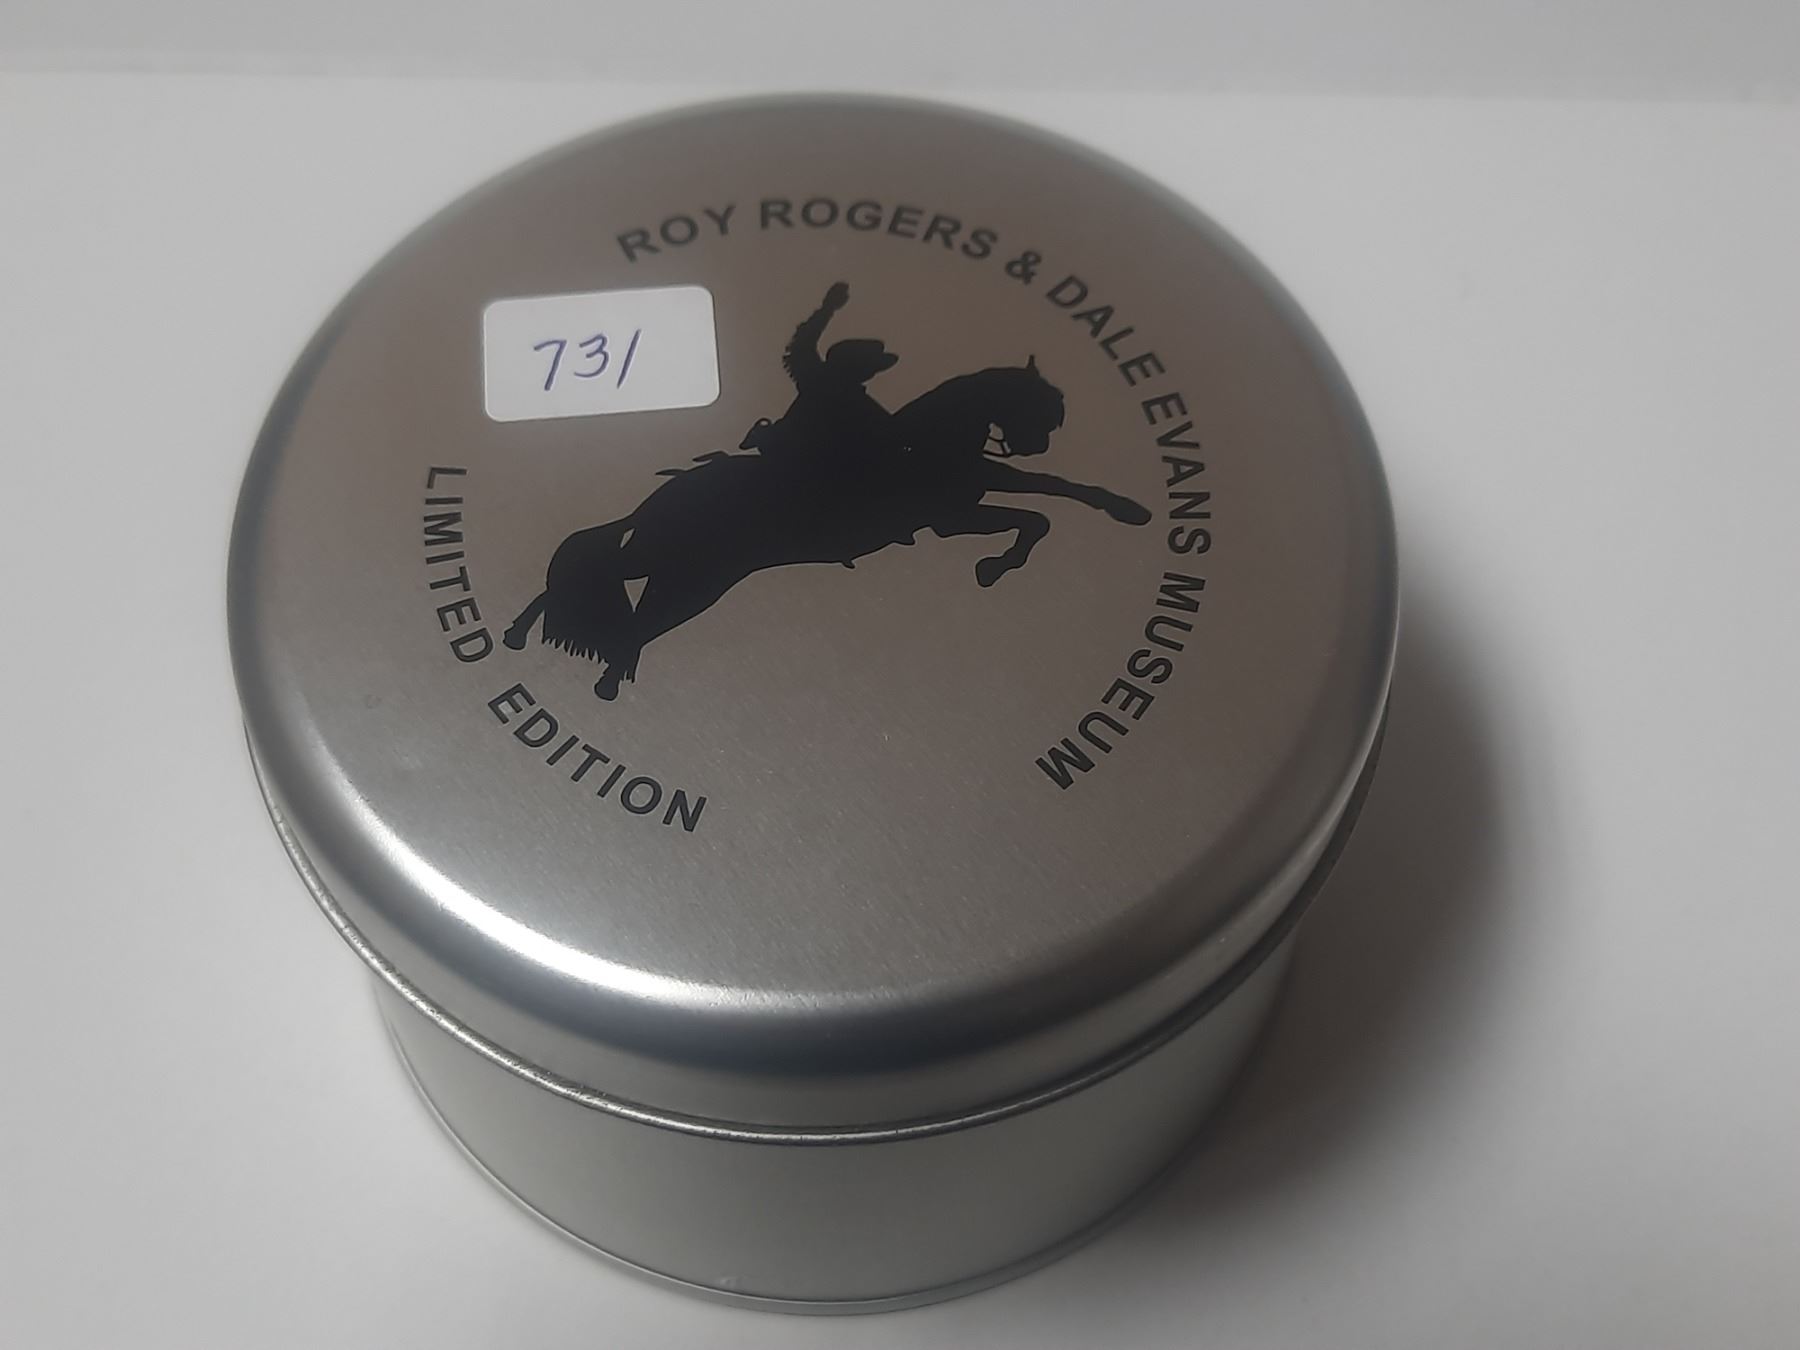 ROY ROGERS & DALE EVANS MUSEUM
731
LIMITED EDITION